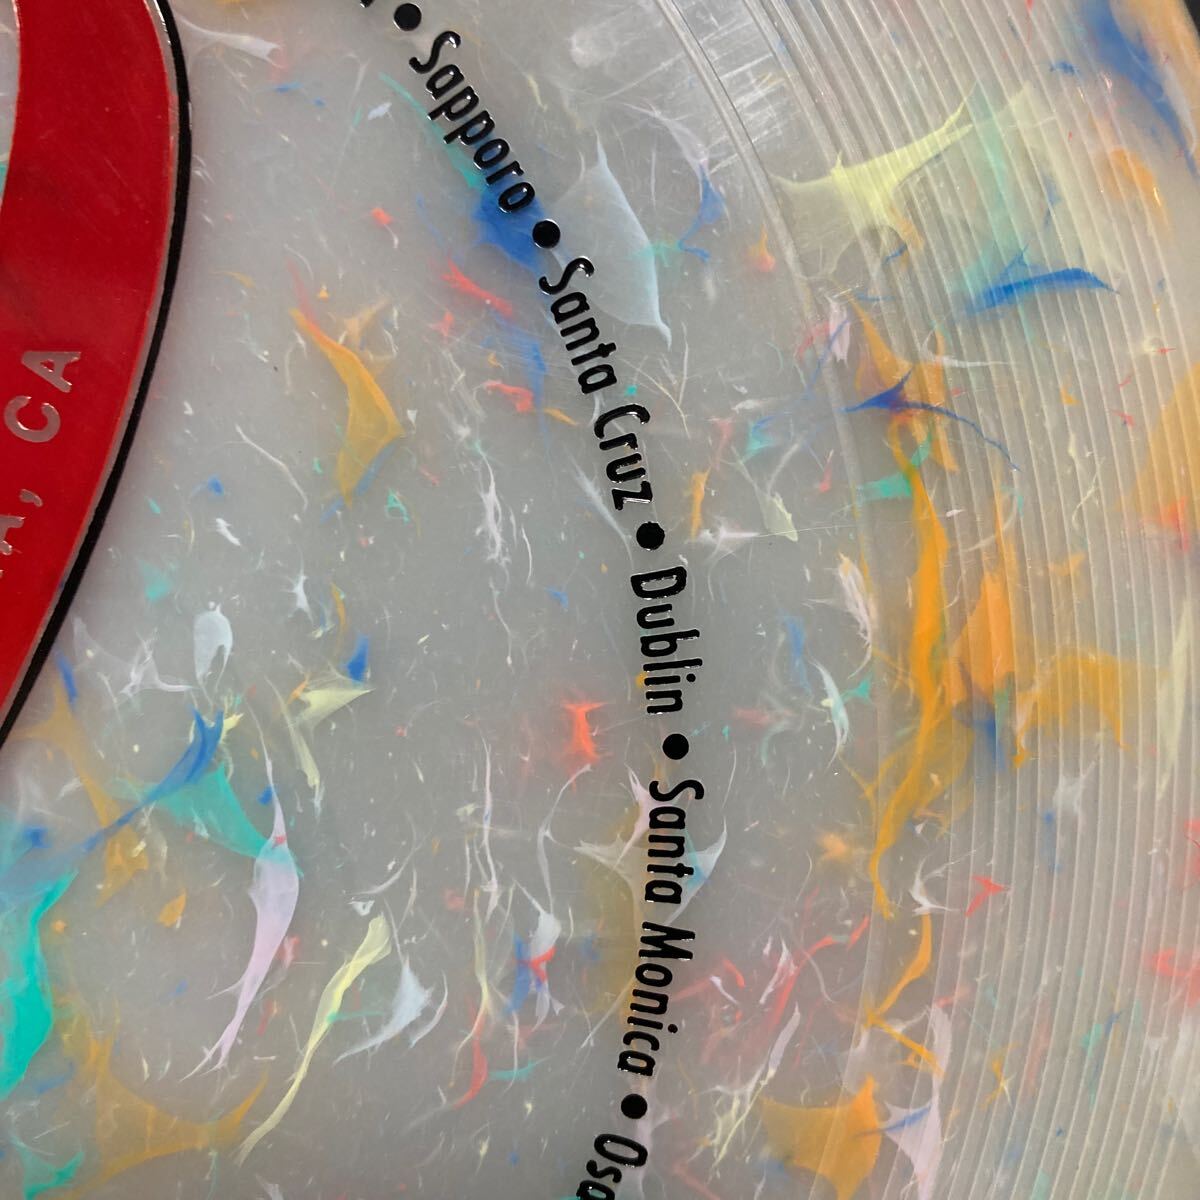 • Sapporo • Santa Cruz • Dublin • Santa Monica •
A, CA